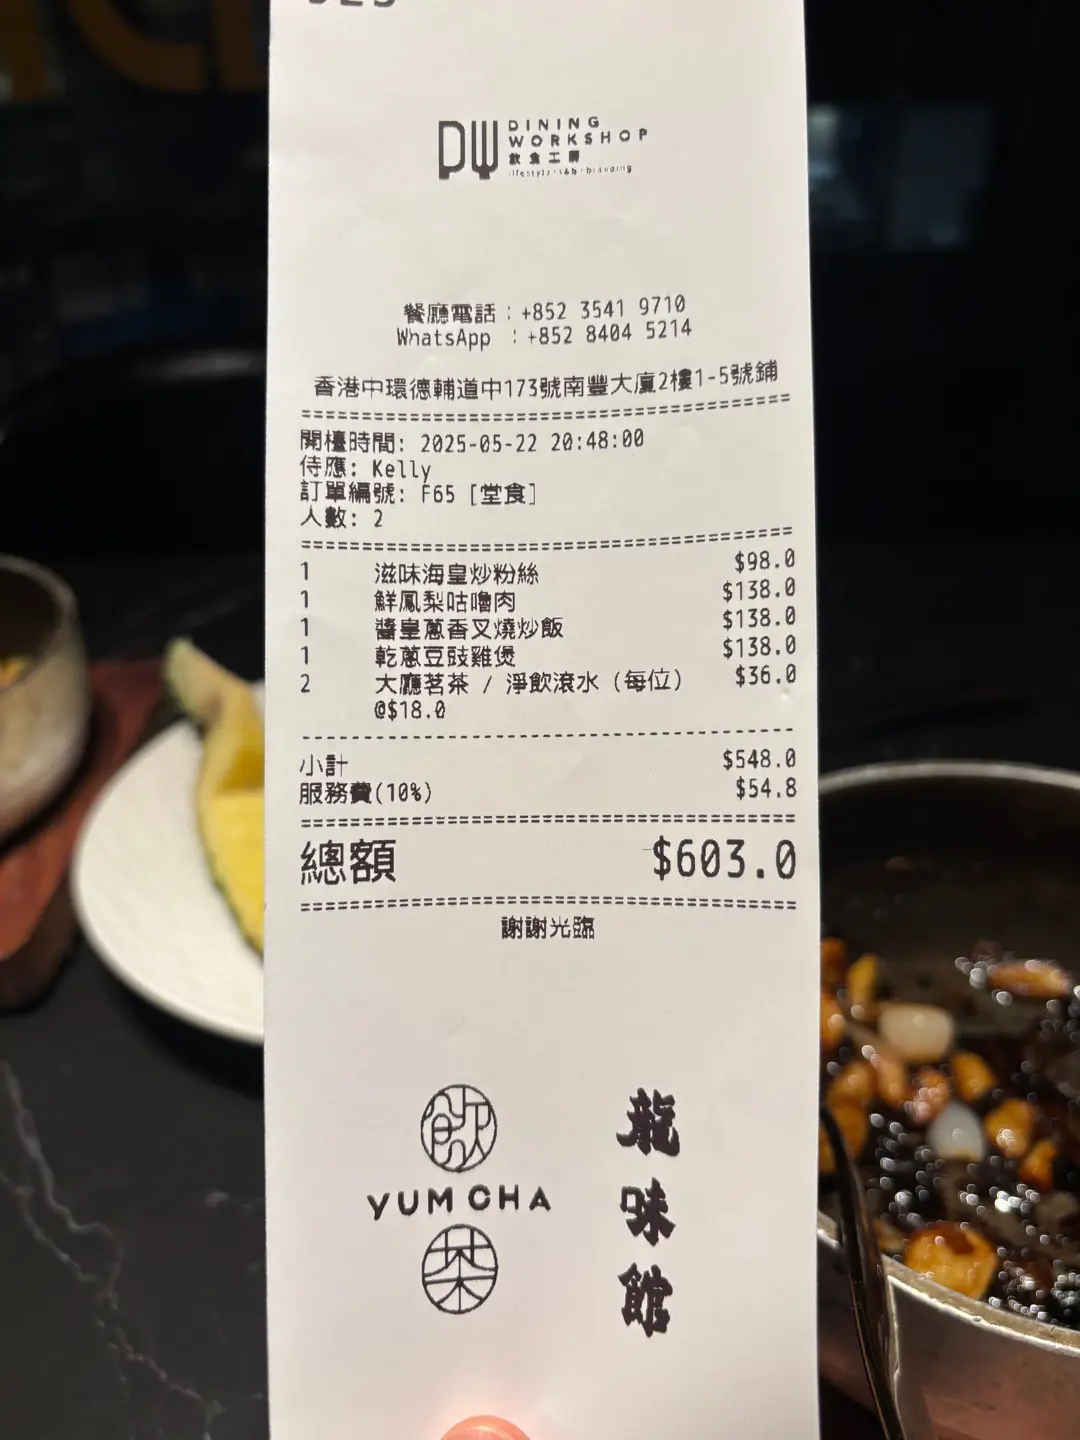 DW DINING
WORKSHOP
飲食工房
餐廳電話：+852 3541 9710
WhatsApp ：+852 8404 5214
香港中環德輔道中173號南豐大廈2樓1-5號鋪
開檯時間: 2025-05-22 20:48:00
侍應: Kelly
訂單編號: F65 [堂食]
人數: 2
1 滋味海皇炒粉絲 $98.0
1 鮮鳳梨咕嚕肉 $138.0
1 醬皇蔥香叉燒炒飯 $138.0
1 乾蔥豆豉雞煲 $138.0
2 大廳茗茶 / 淨飲滾水（每位） $36.0
@$18.0
小計 $548.0
服務費(10%) $54.8
總額 $603.0
謝謝光臨
飲
YUM CHA
茶
龍味館